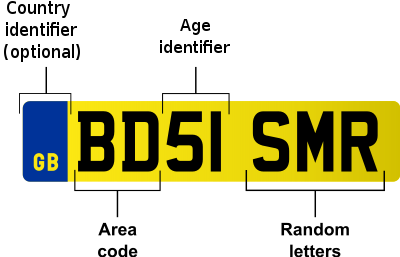 Country
identifier
(optional)
Age
identifier
GB
BD51 SMR
Area
code
Random
letters